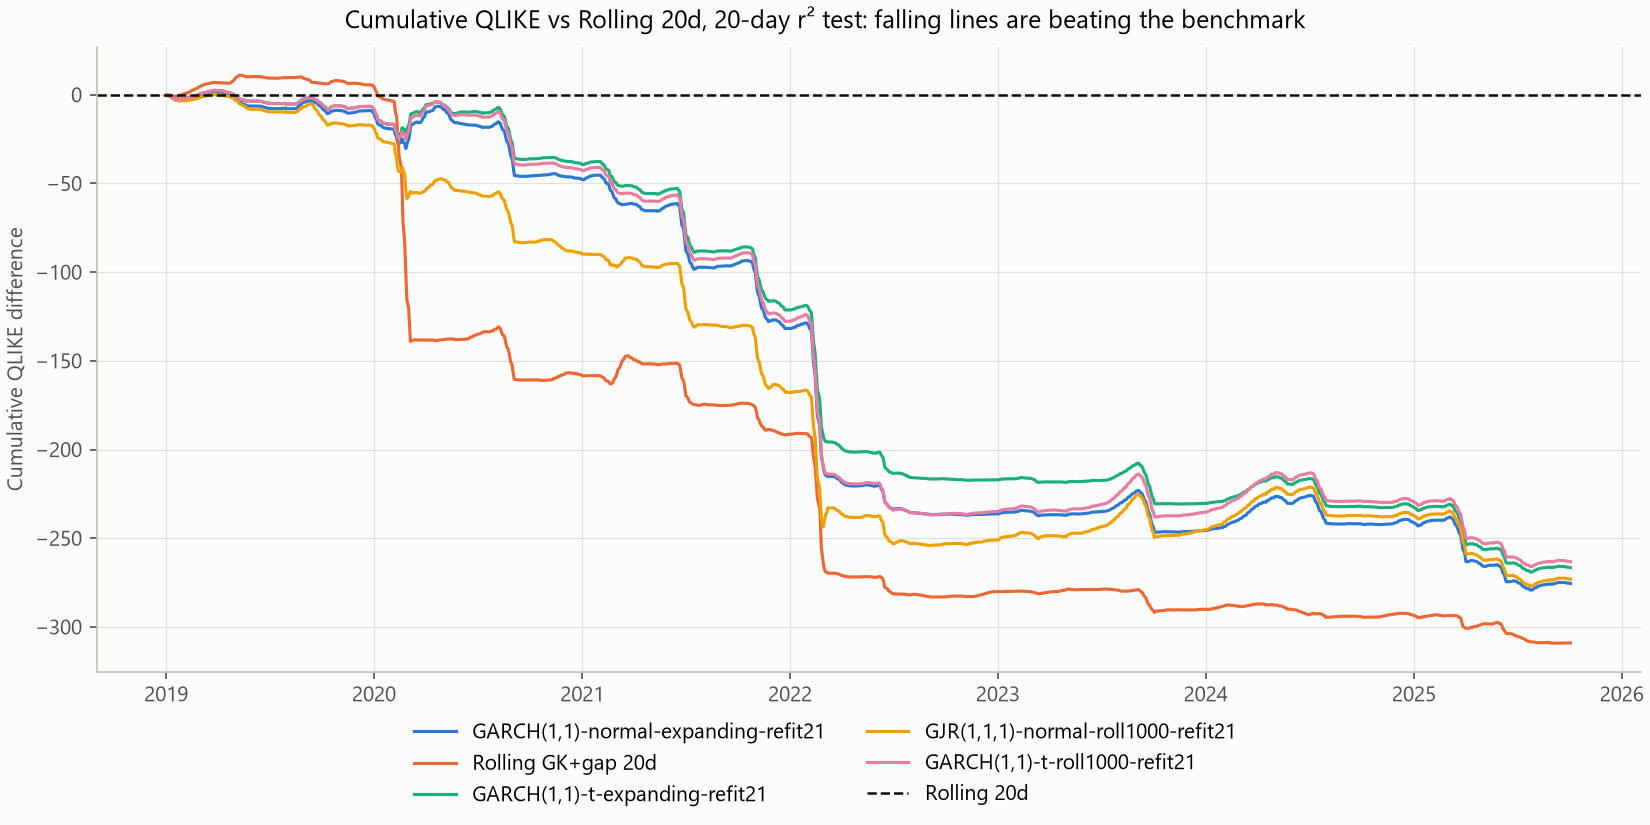 Cumulative QLIKE vs Rolling 20d, 20-day r² test: falling lines are beating the benchmark
Cumulative QLIKE difference
0
−50
−100
−150
−200
−250
−300
2019
2020
2021
2022
2023
2024
2025
2026
GARCH(1,1)-normal-expanding-refit21
Rolling GK+gap 20d
GARCH(1,1)-t-expanding-refit21
GJR(1,1,1)-normal-roll1000-refit21
GARCH(1,1)-t-roll1000-refit21
Rolling 20d